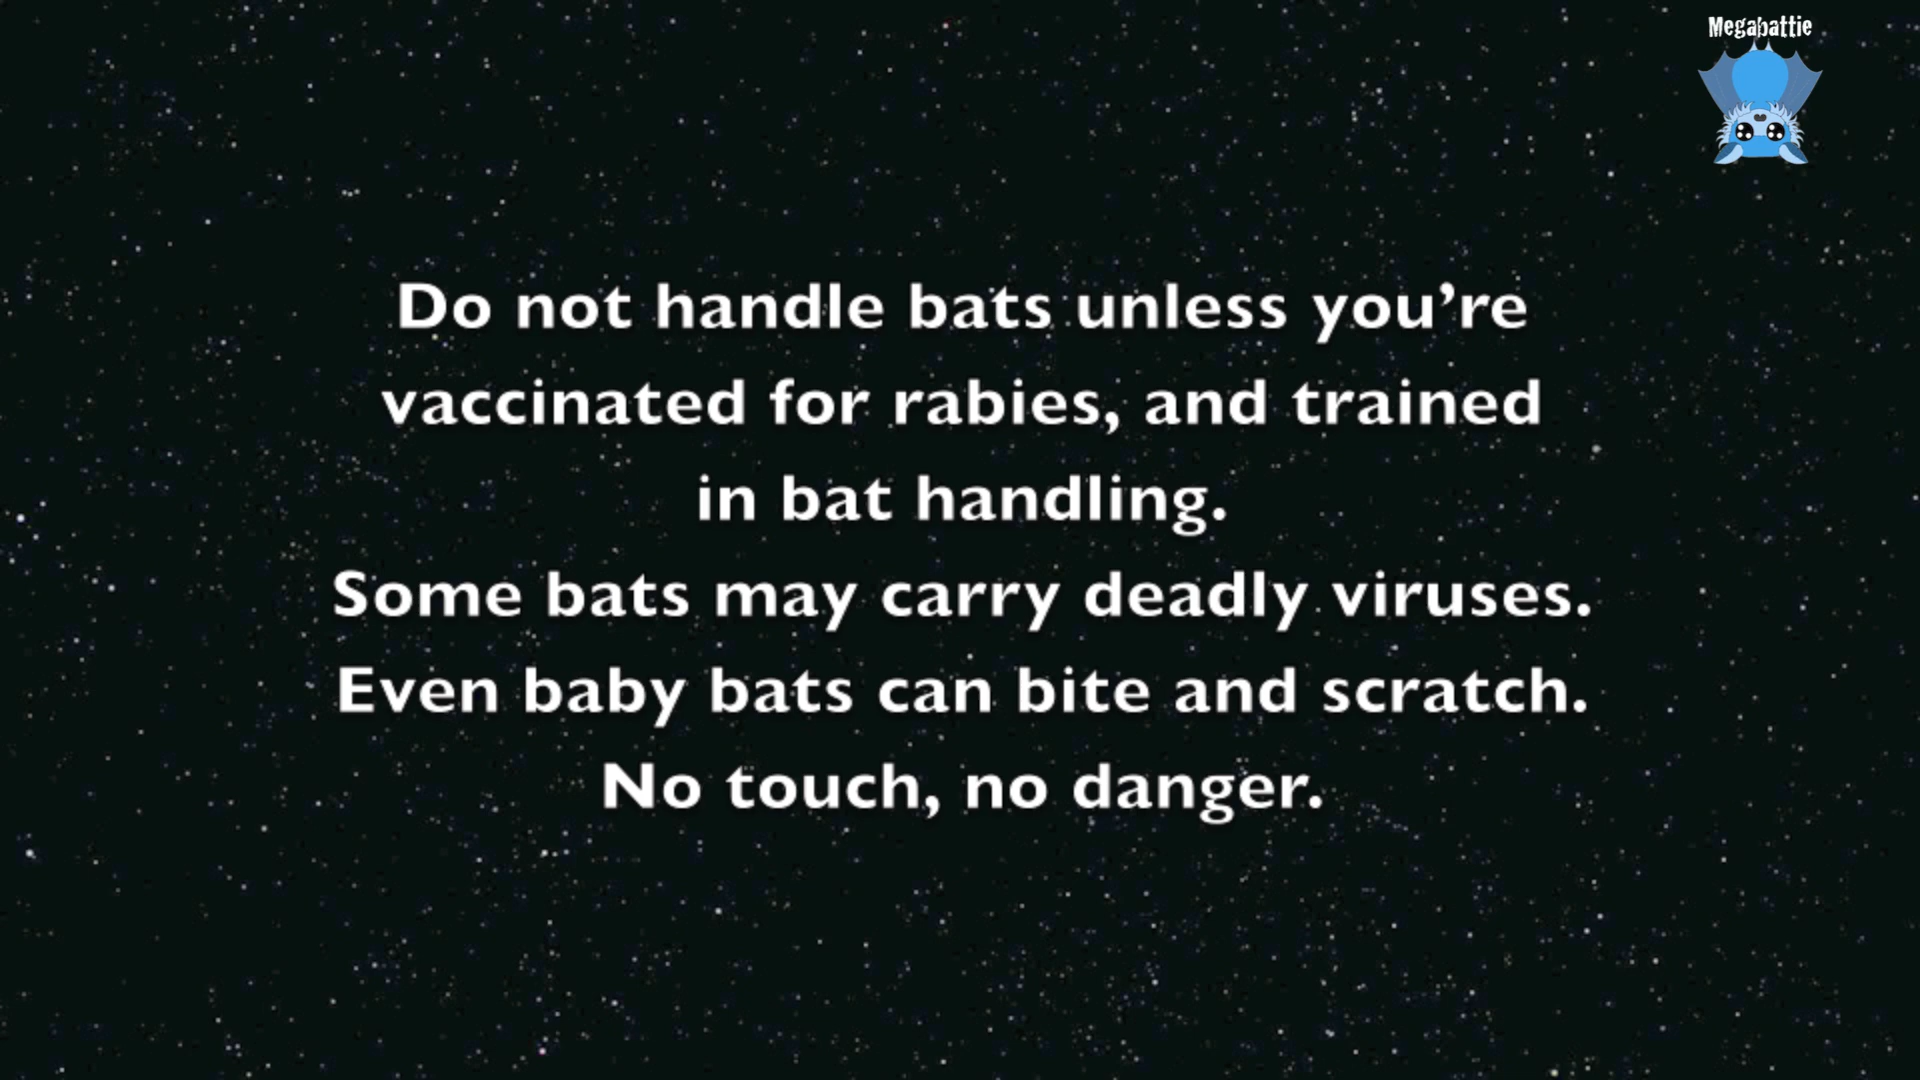 Megabattie
Do not handle bats unless you’re
vaccinated for rabies, and trained
in bat handling.
Some bats may carry deadly viruses.
Even baby bats can bite and scratch.
No touch, no danger.